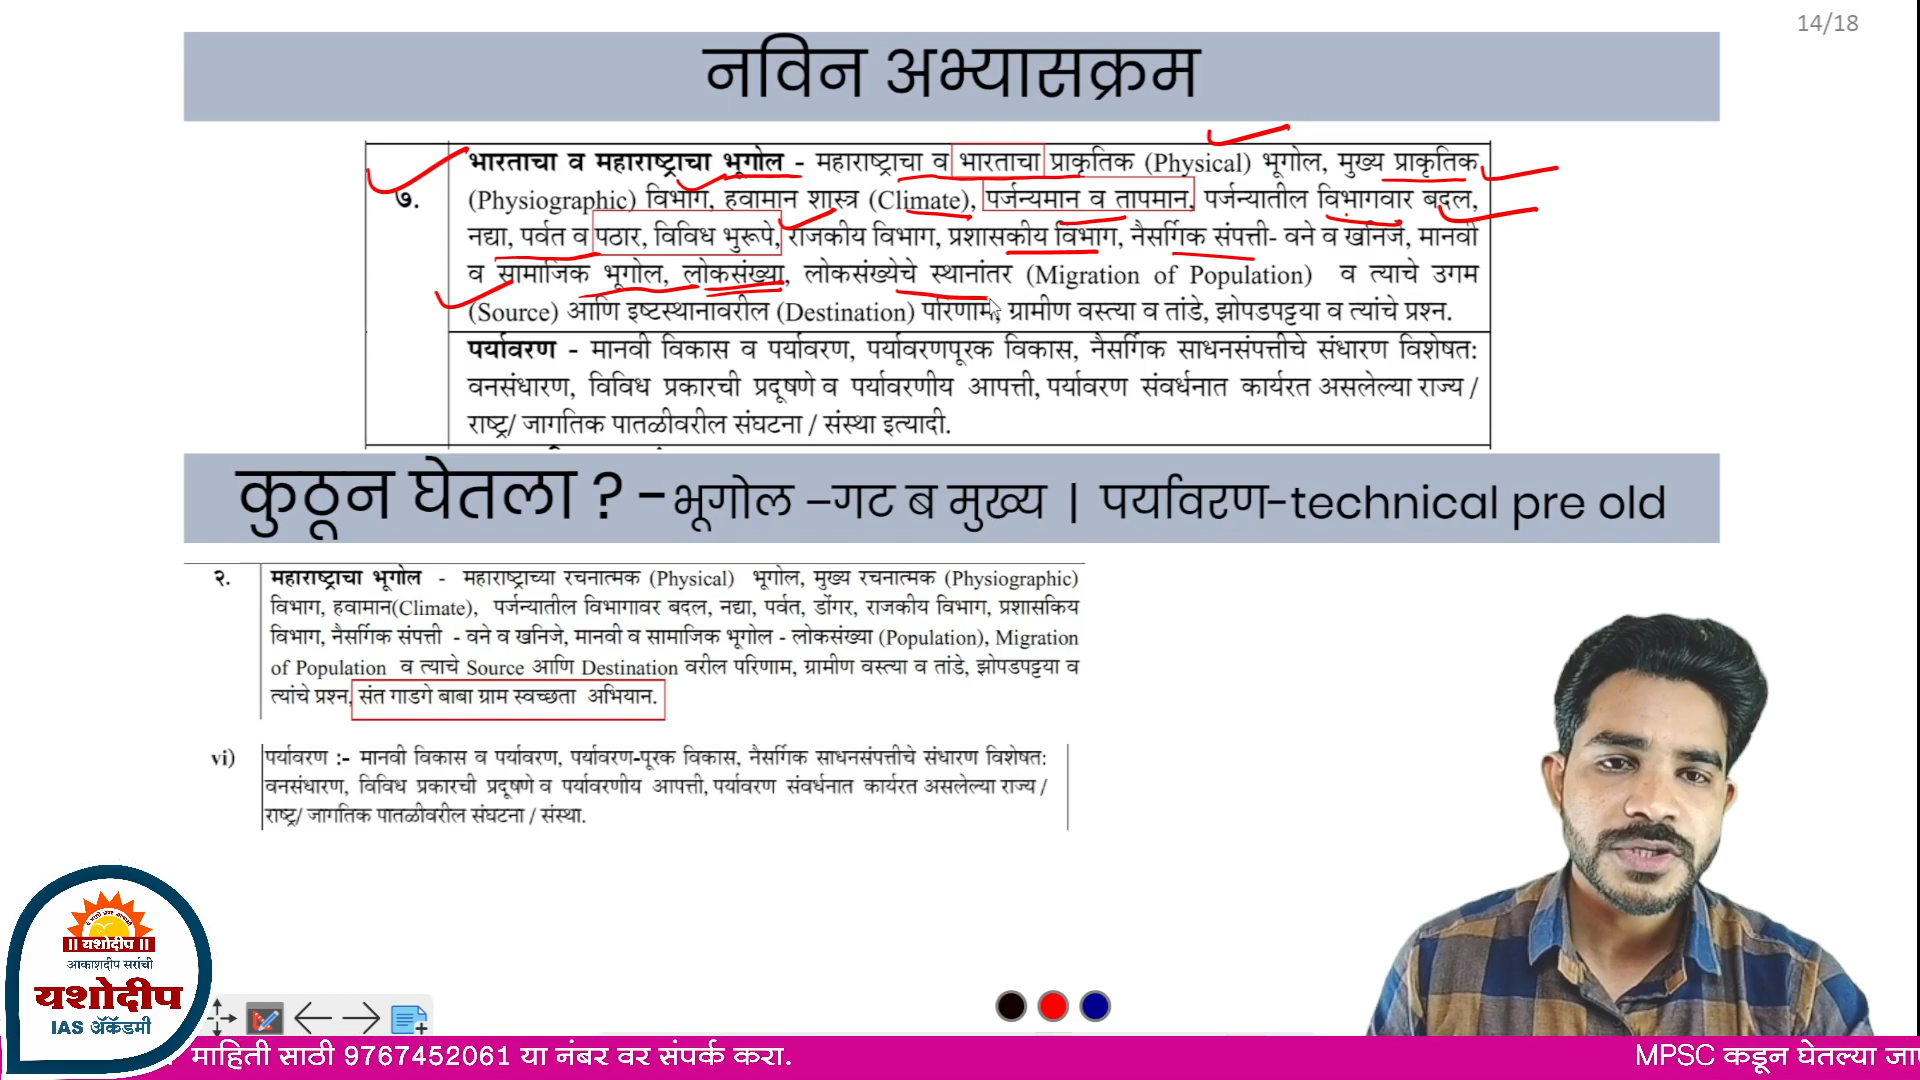 14/18
नविन अभ्यासक्रम
७.
भारताचा व महाराष्ट्राचा भूगोल - महाराष्ट्राचा व भारताचा प्राकृतिक (Physical) भूगोल, मुख्य प्राकृतिक
(Physiographic) विभाग, हवामान शास्त्र (Climate), पर्जन्यमान व तापमान, पर्जन्यातील विभागवार बदल,
नद्या, पर्वत व पठार, विविध भुरूपे, राजकीय विभाग, प्रशासकीय विभाग, नैसर्गिक संपत्ती- वने व खनिजे, मानवी
व सामाजिक भूगोल, लोकसंख्या, लोकसंख्येचे स्थानांतर (Migration of Population) व त्याचे उगम
(Source) आणि इष्टस्थानावरील (Destination) परिणाम, ग्रामीण वस्त्या व तांडे, झोपडपट्टया व त्यांचे प्रश्न.
पर्यावरण - मानवी विकास व पर्यावरण, पर्यावरणपूरक विकास, नैसर्गिक साधनसंपत्तीचे संधारण विशेषत:
वनसंधारण, विविध प्रकारची प्रदूषणे व पर्यावरणीय आपत्ती, पर्यावरण संवर्धनात कार्यरत असलेल्या राज्य /
राष्ट्र/ जागतिक पातळीवरील संघटना / संस्था इत्यादी.
कुठून घेतला ? -भूगोल –गट ब मुख्य | पर्यावरण-technical pre old
२. महाराष्ट्राचा भूगोल - महाराष्ट्राच्या रचनात्मक (Physical) भूगोल, मुख्य रचनात्मक (Physiographic)
विभाग, हवामान(Climate), पर्जन्यातील विभागावर बदल, नद्या, पर्वत, डोंगर, राजकीय विभाग, प्रशासकिय
विभाग, नैसर्गिक संपत्ती - वने व खनिजे, मानवी व सामाजिक भूगोल - लोकसंख्या (Population), Migration
of Population व त्याचे Source आणि Destination वरील परिणाम, ग्रामीण वस्त्या व तांडे, झोपडपट्टया व
त्यांचे प्रश्न, संत गाडगे बाबा ग्राम स्वच्छता अभियान.
vi) पर्यावरण :- मानवी विकास व पर्यावरण, पर्यावरण-पूरक विकास, नैसर्गिक साधनसंपत्तीचे संधारण विशेषत:
वनसंधारण, विविध प्रकारची प्रदूषणे व पर्यावरणीय आपत्ती, पर्यावरण संवर्धनात कार्यरत असलेल्या राज्य /
राष्ट्र/ जागतिक पातळीवरील संघटना / संस्था.
॥ यशोदीप ॥
आकाशदीप सरांची
यशोदीप
IAS ॲकॅडमी
माहिती साठी 9767452061 या नंबर वर संपर्क करा.
MPSC कडून घेतल्या